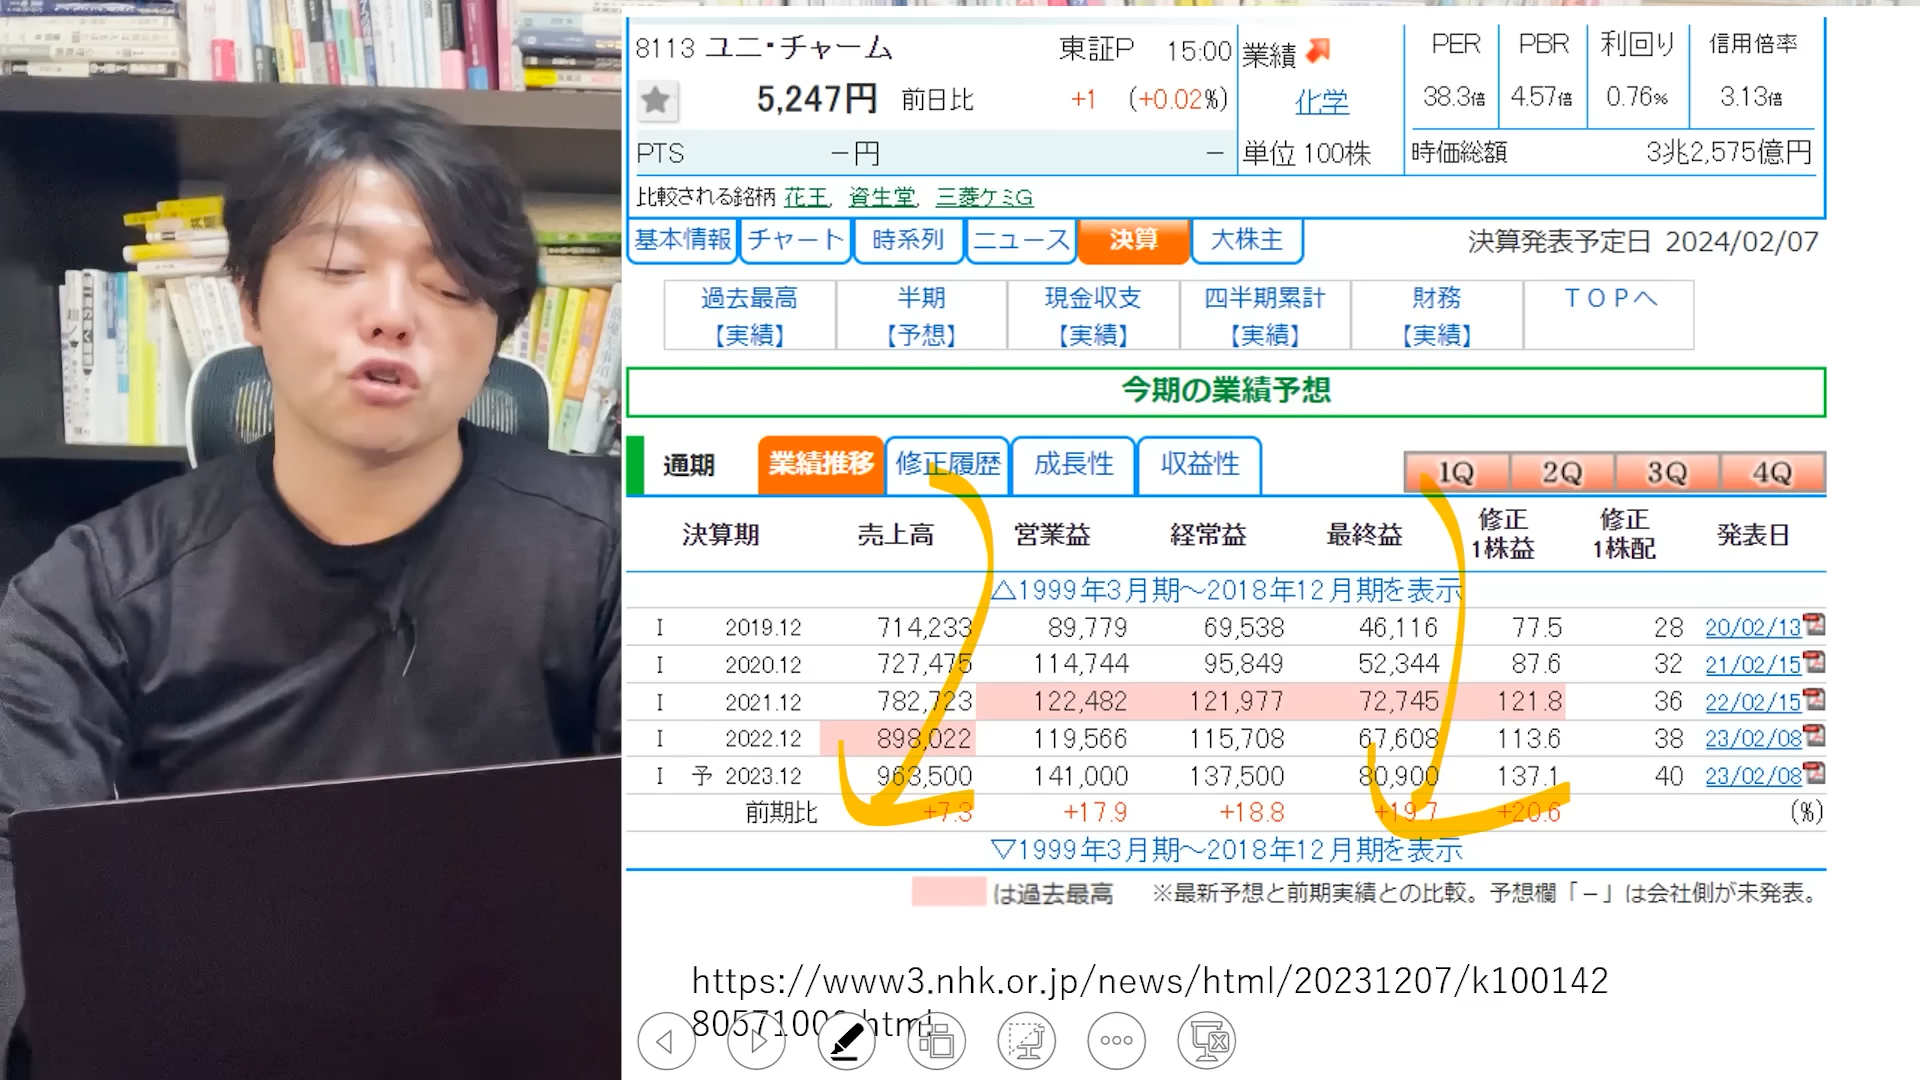 8113 ユニ・チャーム 東証P 15:00 業績 PER PBR 利回り 信用倍率
5,247円 前日比 +1 (+0.02%) 化学 38.3倍 4.57倍 0.76% 3.13倍
PTS －円 － 単位 100株 時価総額 3兆2,575億円
比較される銘柄 花王, 資生堂, 三菱ケミG
基本情報 チャート 時系列 ニュース 決算 大株主 決算発表予定日 2024/02/07
過去最高 半期 現金収支 四半期累計 財務 ＴＯＰへ
【実績】 【予想】 【実績】 【実績】 【実績】
今期の業績予想
通期 業績推移 修正履歴 成長性 収益性 1Q 2Q 3Q 4Q
決算期 売上高 営業益 経常益 最終益 修正1株益 修正1株配 発表日
△1999年3月期～2018年12月期を表示
I 2019.12 714,233 89,779 69,538 46,116 77.5 28 20/02/13
I 2020.12 727,475 114,744 95,849 52,344 87.6 32 21/02/15
I 2021.12 782,723 122,482 121,977 72,745 121.8 36 22/02/15
I 2022.12 898,022 119,566 115,708 67,608 113.6 38 23/02/08
I 予 2023.12 963,500 141,000 137,500 80,900 137.1 40 23/02/08
前期比 +7.3 +17.9 +18.8 +19.7 +20.6 (%)
▽1999年3月期～2018年12月期を表示
は過去最高 ※最新予想と前期実績との比較。予想欄「－」は会社側が未発表。
https://www3.nhk.or.jp/news/html/20231207/k100142